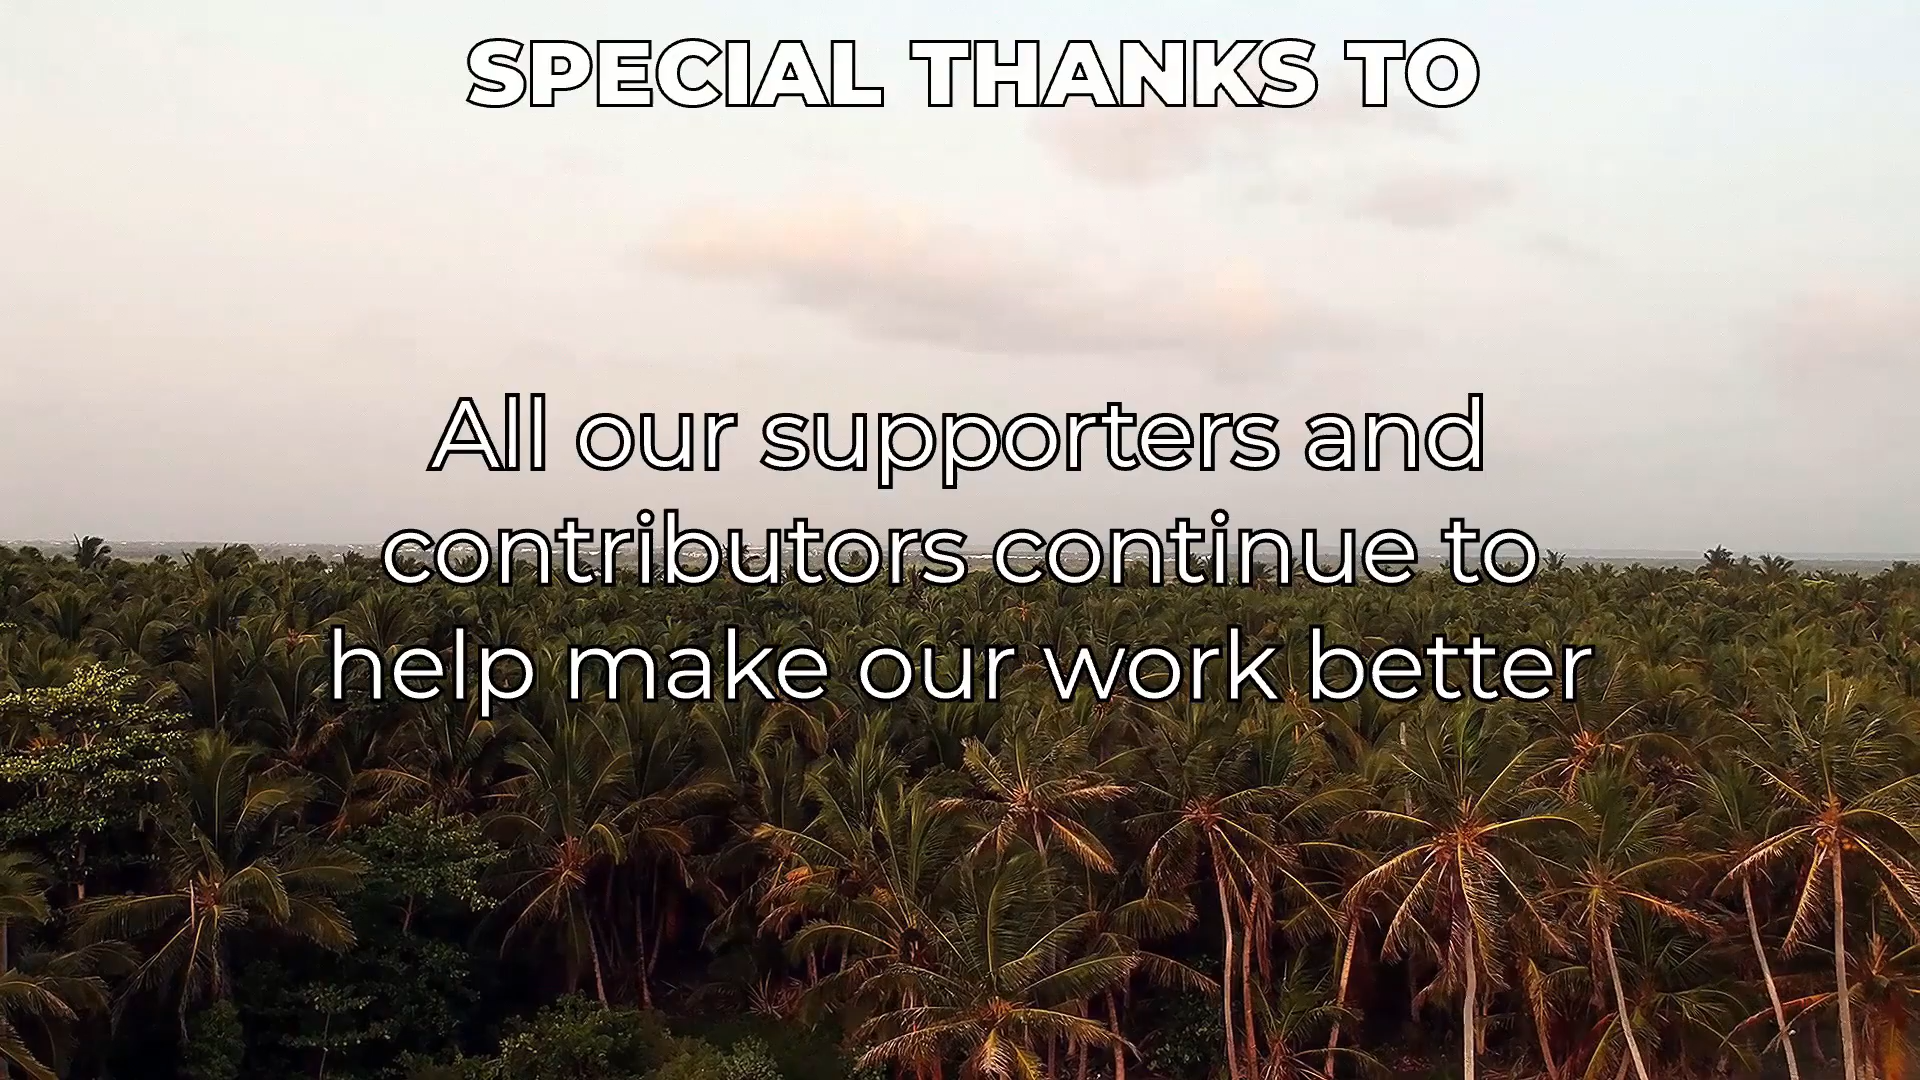 SPECIAL THANKS TO
All our supporters and
contributors continue to
help make our work better